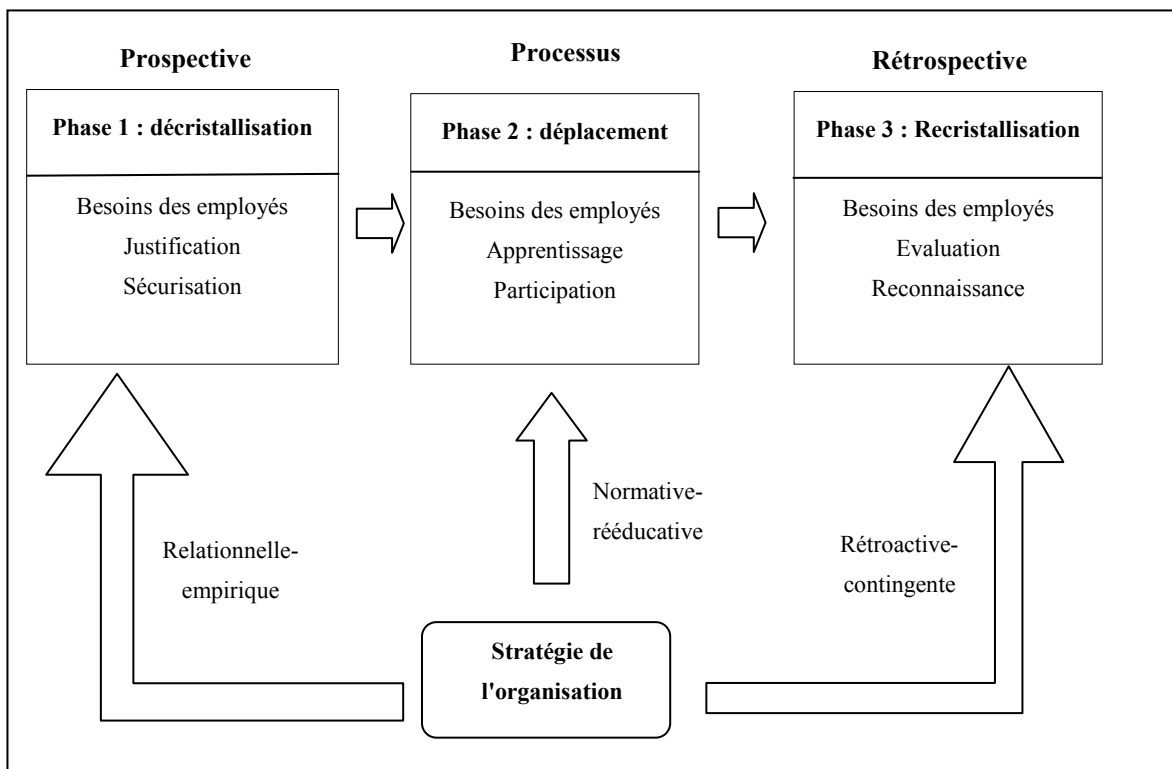 Prospective
Processus
Rétrospective
Phase 1 : décristallisation
Besoins des employés
Justification
Sécurisation
Phase 2 : déplacement
Besoins des employés
Apprentissage
Participation
Phase 3 : Recristallisation
Besoins des employés
Evaluation
Reconnaissance
Relationnelle-
empirique
Normative-
rééducative
Rétroactive-
contingente
Stratégie de
l'organisation